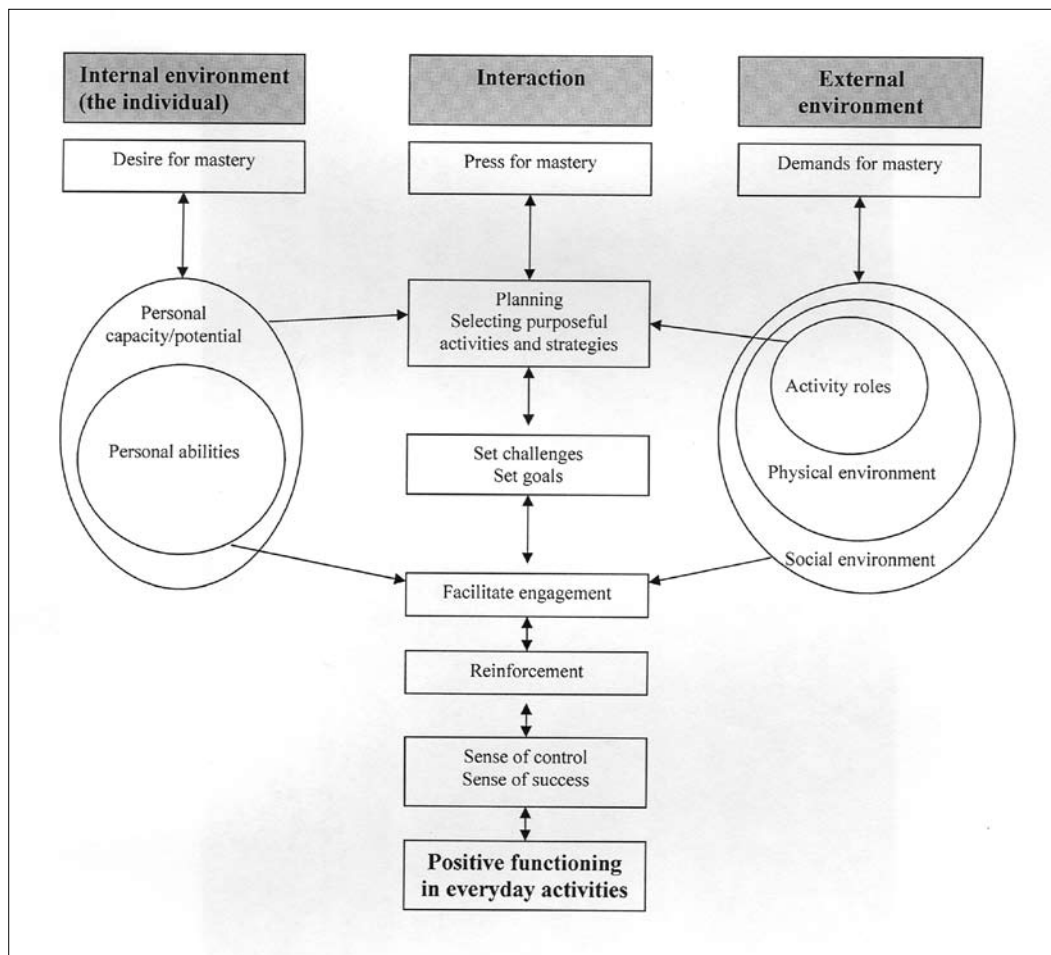 Internal environment
(the individual)
Interaction
External
environment
Desire for mastery
Press for mastery
Demands for mastery
Personal
capacity/potential
Personal abilities
Planning
Selecting purposeful
activities and strategies
Activity roles
Physical environment
Social environment
Set challenges
Set goals
Facilitate engagement
Reinforcement
Sense of control
Sense of success
Positive functioning
in everyday activities